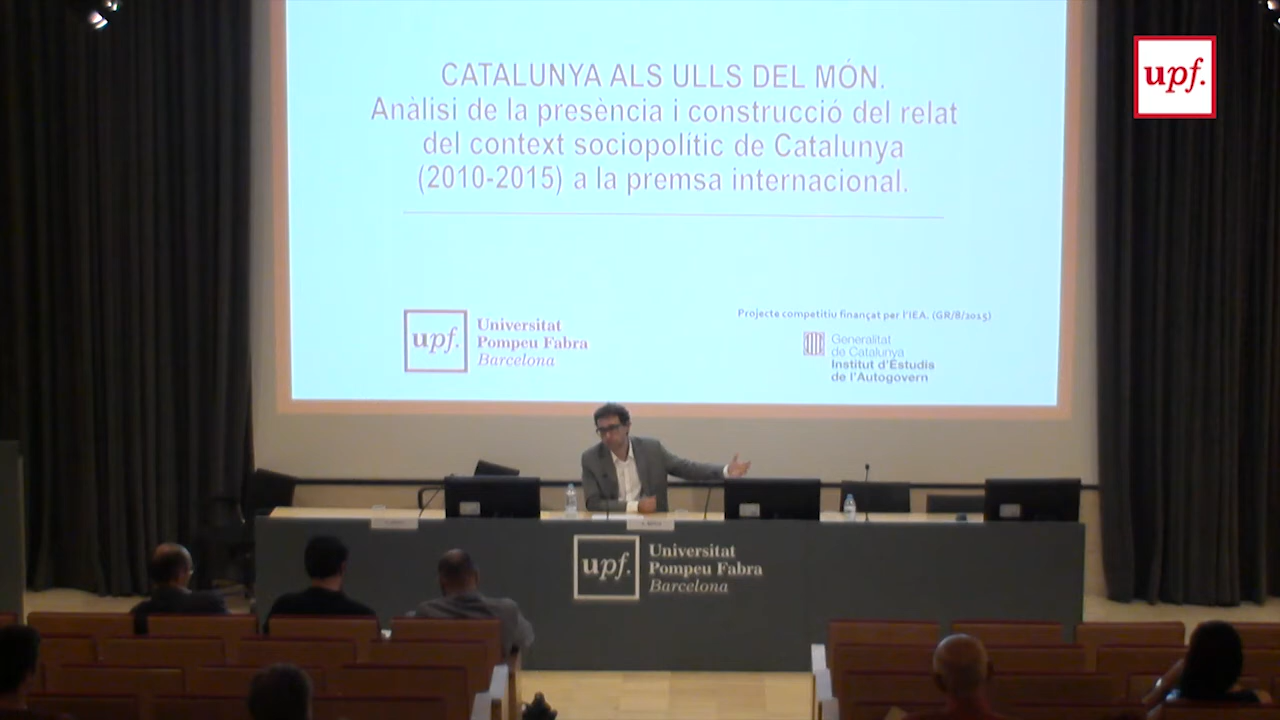 CATALUNYA ALS ULLS DEL MÓN.
Anàlisi de la presència i construcció del relat
del context sociopolític de Catalunya
(2010-2015) a la premsa internacional.
upf.
upf.
Universitat
Pompeu Fabra
Barcelona
Projecte competitiu finançat per l'IEA. (GR/8/2015)
Generalitat
de Catalunya
Institut d'Estudis
de l'Autogovern
upf.
Universitat
Pompeu Fabra
Barcelona